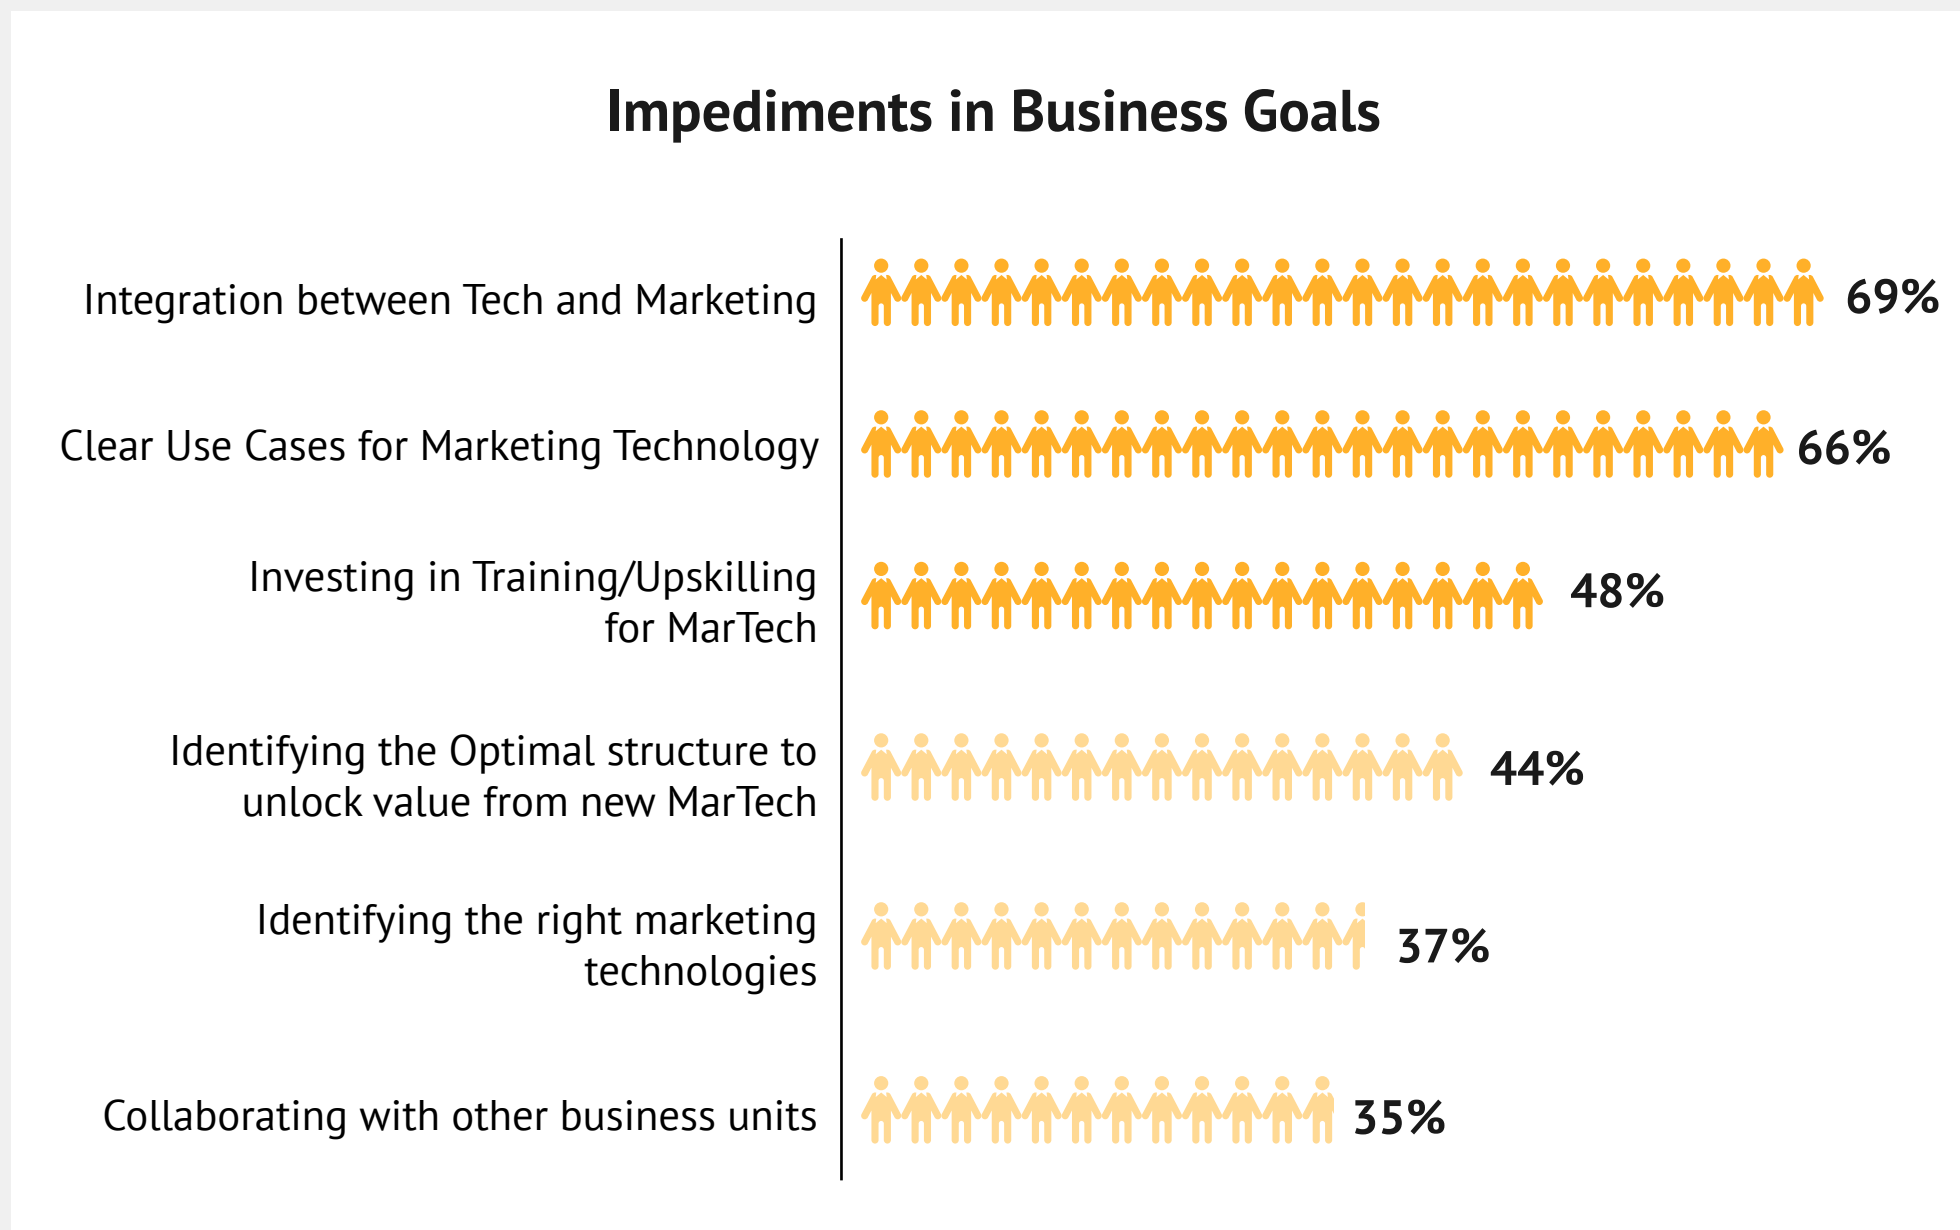 Impediments in Business Goals
Integration between Tech and Marketing
69%
Clear Use Cases for Marketing Technology
66%
Investing in Training/Upskilling
for MarTech
48%
Identifying the Optimal structure to
unlock value from new MarTech
44%
Identifying the right marketing
technologies
37%
Collaborating with other business units
35%